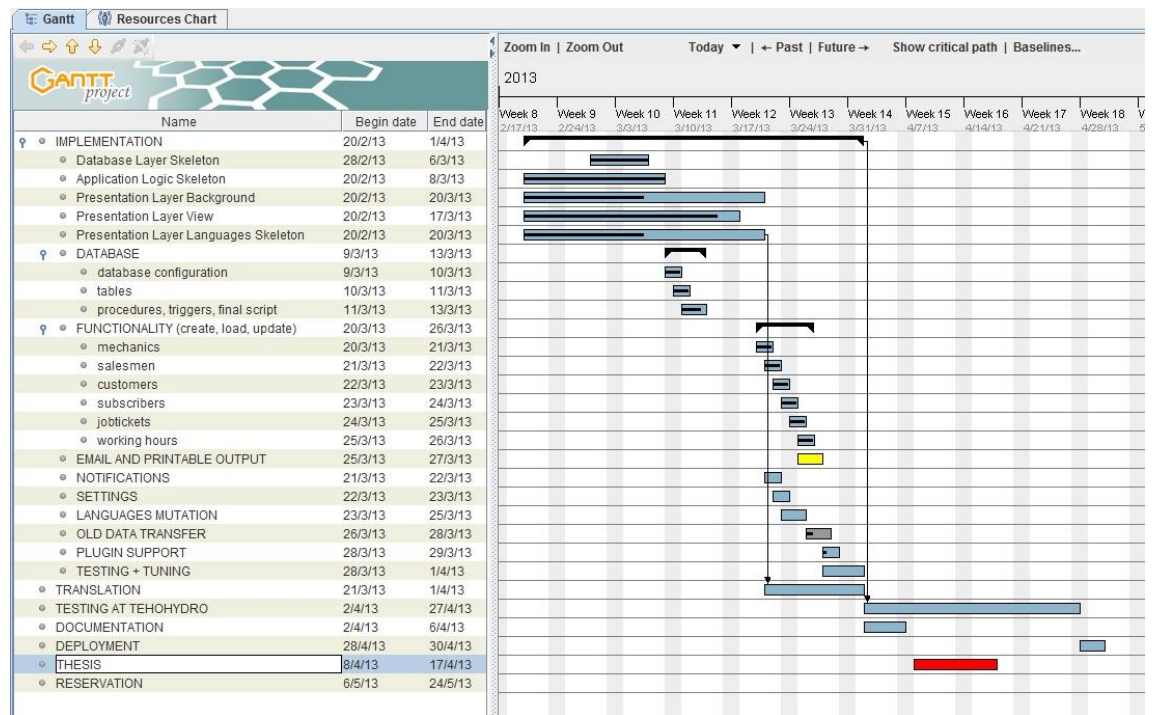 Gantt Resources Chart
Zoom In | Zoom Out Today ▼ | ← Past | Future → Show critical path | Baselines...
GANTT project
2013
Name Begin date End date
Week 8 Week 9 Week 10 Week 11 Week 12 Week 13 Week 14 Week 15 Week 16 Week 17 Week 18 W
2/17/13 2/24/13 3/3/13 3/10/13 3/17/13 3/24/13 3/31/13 4/7/13 4/14/13 4/21/13 4/28/13 5
IMPLEMENTATION 20/2/13 1/4/13
Database Layer Skeleton 28/2/13 6/3/13
Application Logic Skeleton 20/2/13 8/3/13
Presentation Layer Background 20/2/13 20/3/13
Presentation Layer View 20/2/13 17/3/13
Presentation Layer Languages Skeleton 20/2/13 20/3/13
DATABASE 9/3/13 13/3/13
database configuration 9/3/13 10/3/13
tables 10/3/13 11/3/13
procedures, triggers, final script 11/3/13 13/3/13
FUNCTIONALITY (create, load, update) 20/3/13 26/3/13
mechanics 20/3/13 21/3/13
salesmen 21/3/13 22/3/13
customers 22/3/13 23/3/13
subscribers 23/3/13 24/3/13
jobtickets 24/3/13 25/3/13
working hours 25/3/13 26/3/13
EMAIL AND PRINTABLE OUTPUT 25/3/13 27/3/13
NOTIFICATIONS 21/3/13 22/3/13
SETTINGS 22/3/13 23/3/13
LANGUAGES MUTATION 23/3/13 25/3/13
OLD DATA TRANSFER 26/3/13 28/3/13
PLUGIN SUPPORT 28/3/13 29/3/13
TESTING + TUNING 28/3/13 1/4/13
TRANSLATION 21/3/13 1/4/13
TESTING AT TEHOHYDRO 2/4/13 27/4/13
DOCUMENTATION 2/4/13 6/4/13
DEPLOYMENT 28/4/13 30/4/13
THESIS 8/4/13 17/4/13
RESERVATION 6/5/13 24/5/13